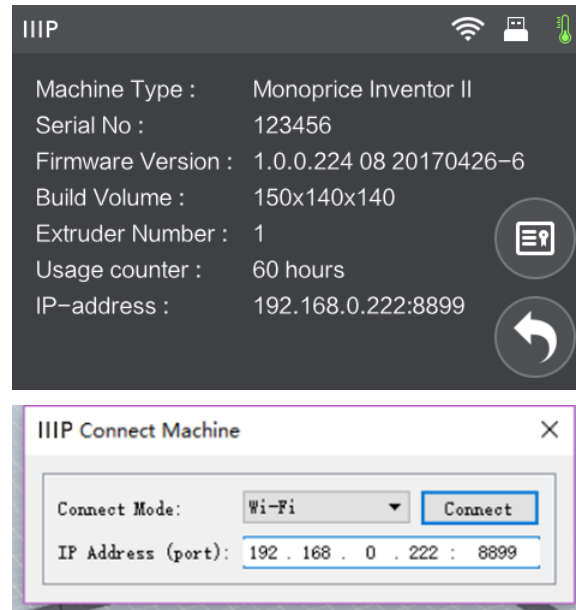 IIIP
Machine Type : Monoprice Inventor II
Serial No : 123456
Firmware Version : 1.0.0.224 08 20170426-6
Build Volume : 150x140x140
Extruder Number : 1
Usage counter : 60 hours
IP-address : 192.168.0.222:8899
IIIP Connect Machine
Connect Mode: Wi-Fi Connect
IP Address (port): 192 . 168 . 0 . 222 : 8899